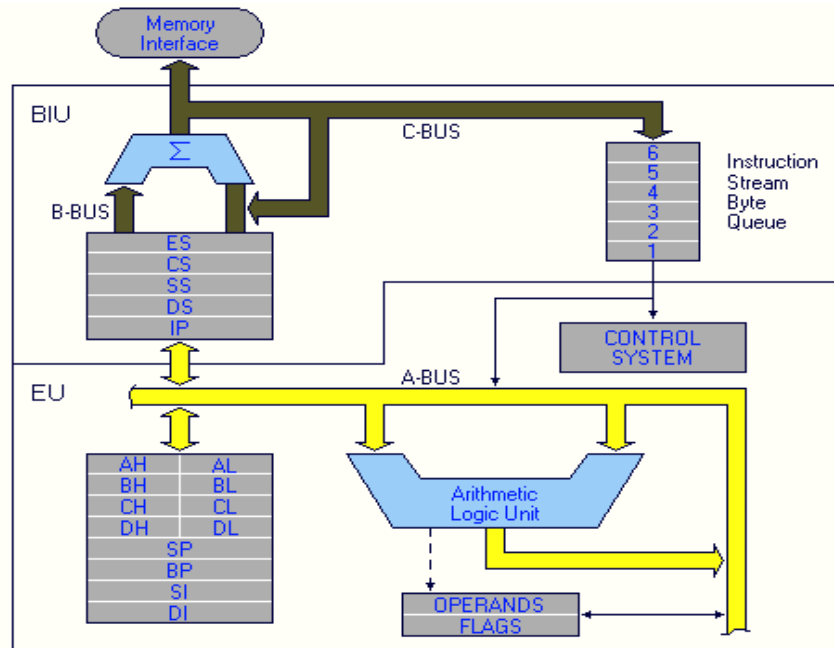 Memory
Interface
BIU
C-BUS
Σ
B-BUS
6
5
4
3
2
1
Instruction
Stream
Byte
Queue
ES
CS
SS
DS
IP
CONTROL
SYSTEM
A-BUS
EU
AH AL
BH BL
CH CL
DH DL
SP
BP
SI
DI
Arithmetic
Logic Unit
OPERANDS
FLAGS